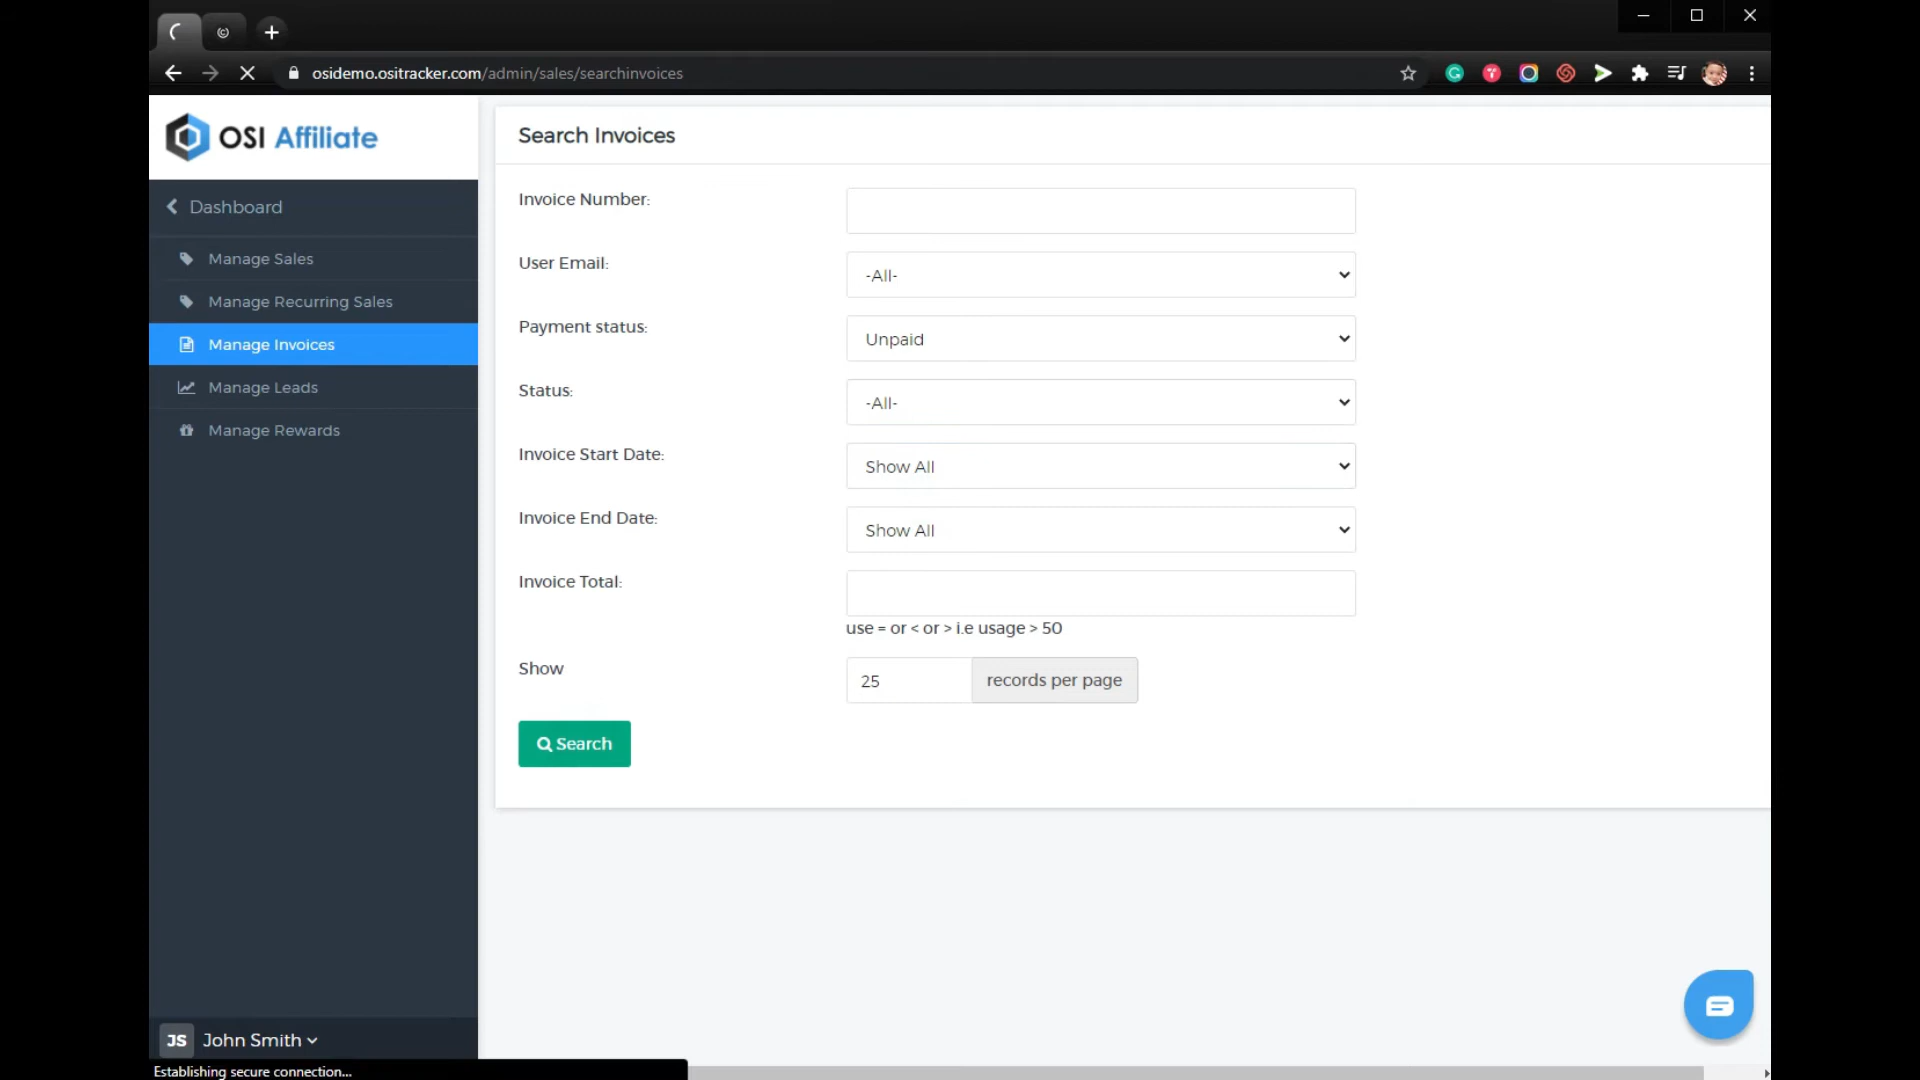 osidemo.ositracker.com/admin/sales/searchinvoices
OSI Affiliate
Dashboard
Manage Sales
Manage Recurring Sales
Manage Invoices
Manage Leads
Manage Rewards
JS John Smith
Establishing secure connection...
Search Invoices
Invoice Number:
User Email: -All-
Payment status: Unpaid
Status: -All-
Invoice Start Date: Show All
Invoice End Date: Show All
Invoice Total:
use = or < or > i.e usage > 50
Show 25 records per page
Search